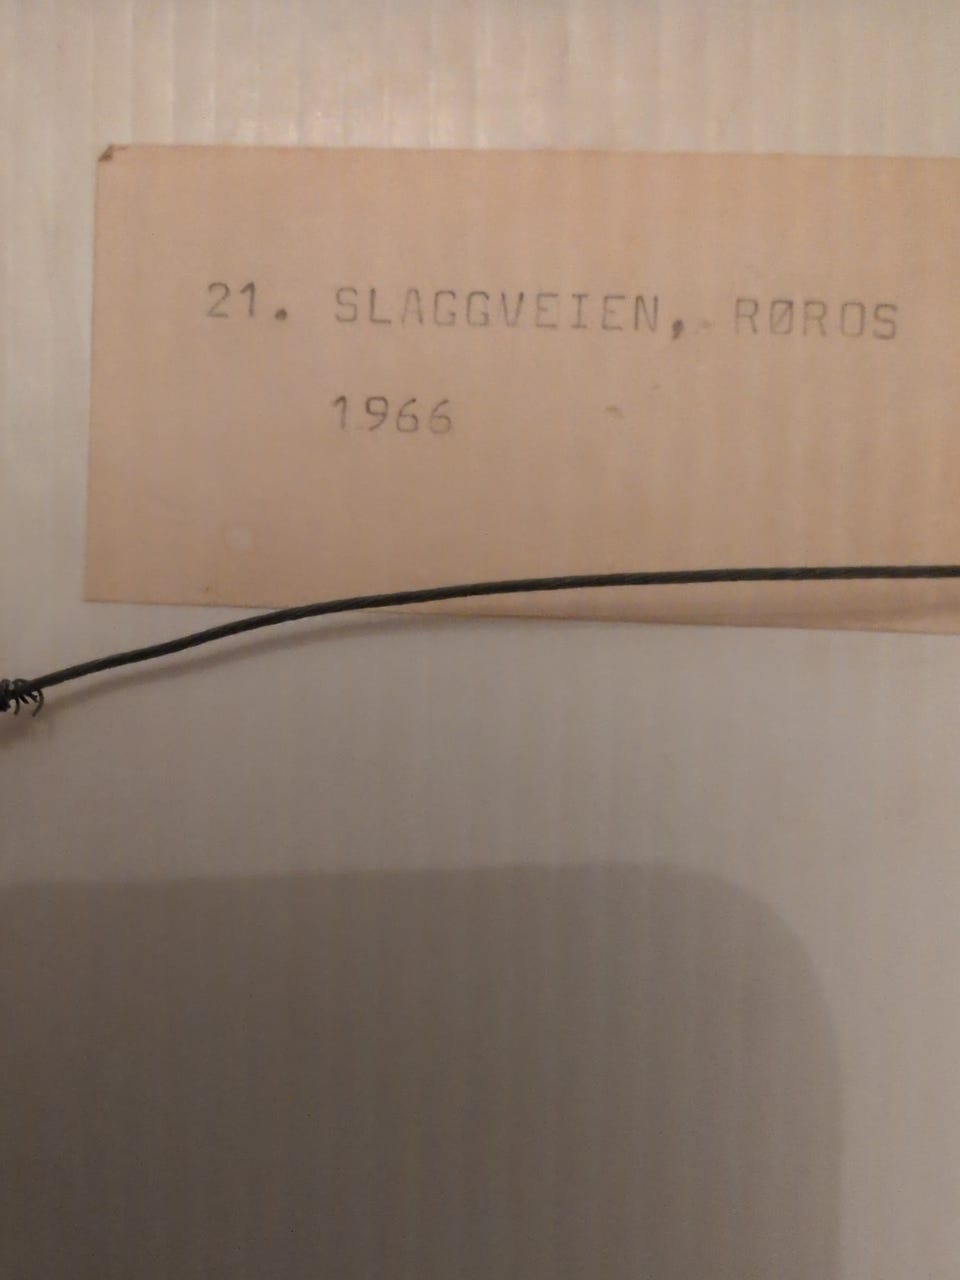 21. SLAGGVEIEN, RØROS
1966